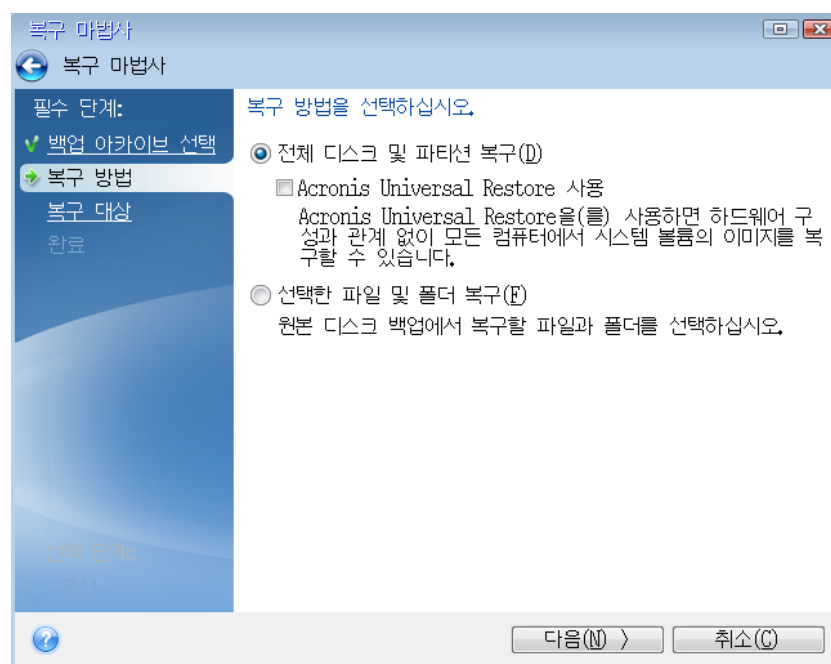 복구 마법사
복구 마법사
필수 단계:
백업 아카이브 선택
복구 방법
복구 대상
완료
복구 방법을 선택하십시오.
전체 디스크 및 파티션 복구(D)
Acronis Universal Restore 사용
Acronis Universal Restore을(를) 사용하면 하드웨어 구
성과 관계 없이 모든 컴퓨터에서 시스템 볼륨의 이미지를 복
구할 수 있습니다.
선택한 파일 및 폴더 복구(F)
원본 디스크 백업에서 복구할 파일과 폴더를 선택하십시오.
선택 단계:
옵션
다음(N) 〉
취소(C)